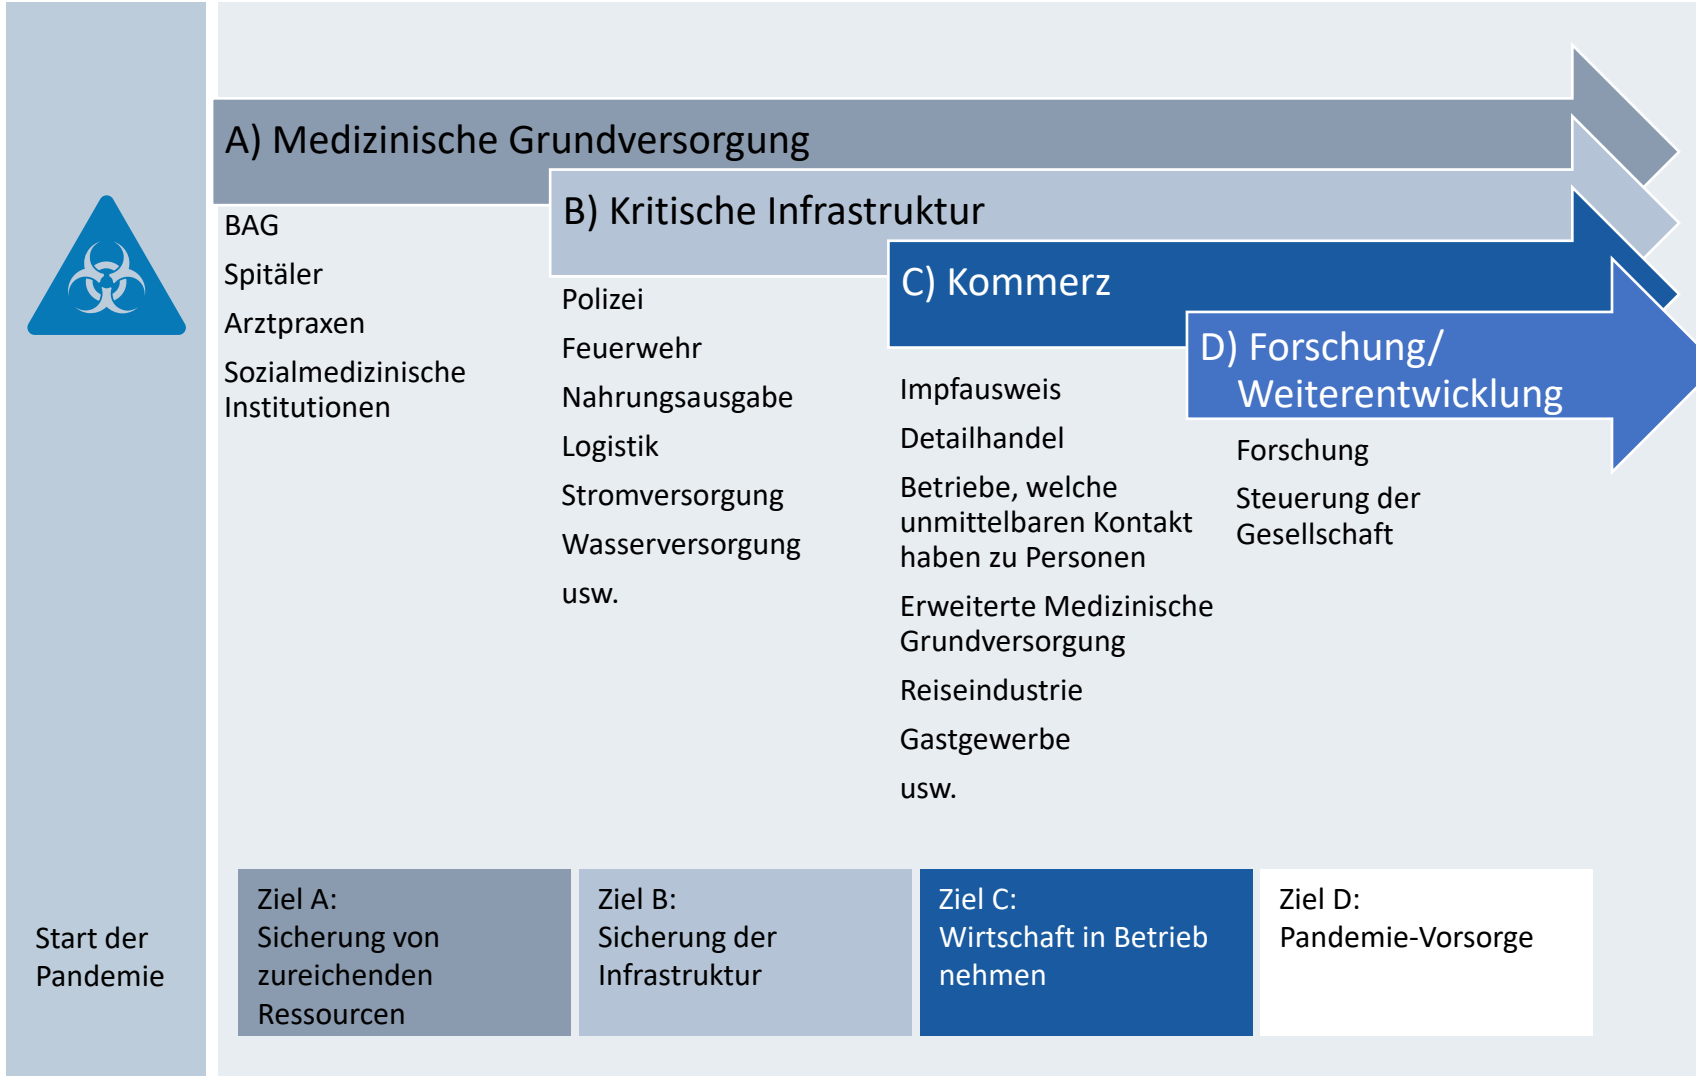 A) Medizinische Grundversorgung
BAG
Spitäler
Arztpraxen
Sozialmedizinische
Institutionen
B) Kritische Infrastruktur
Polizei
Feuerwehr
Nahrungsausgabe
Logistik
Stromversorgung
Wasserversorgung
usw.
C) Kommerz
Impfausweis
Detailhandel
Betriebe, welche
unmittelbaren Kontakt
haben zu Personen
Erweiterte Medizinische
Grundversorgung
Reiseindustrie
Gastgewerbe
usw.
D) Forschung/
Weiterentwicklung
Forschung
Steuerung der
Gesellschaft
Start der
Pandemie
Ziel A:
Sicherung von
zureichenden
Ressourcen
Ziel B:
Sicherung der
Infrastruktur
Ziel C:
Wirtschaft in Betrieb
nehmen
Ziel D:
Pandemie-Vorsorge